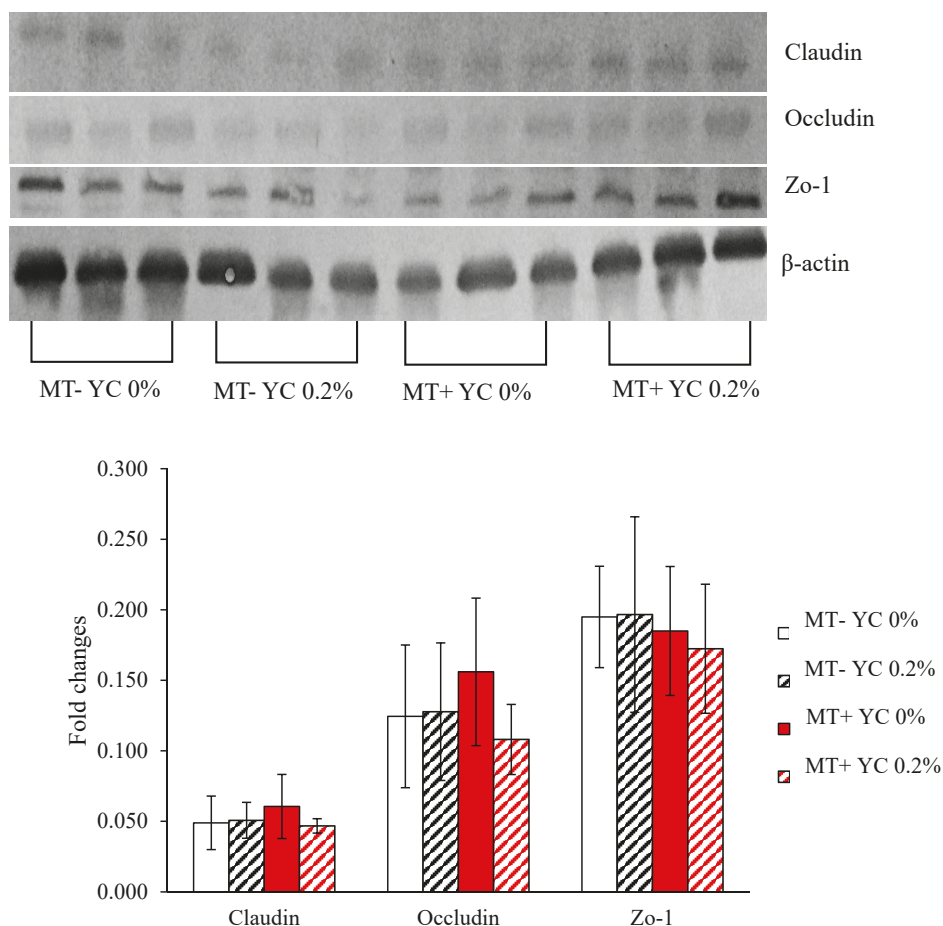 Claudin
Occludin
Zo-1
β-actin
MT- YC 0%
MT- YC 0.2%
MT+ YC 0%
MT+ YC 0.2%
0.300
0.250
0.200
0.150
0.100
0.050
0.000
Fold changes
Claudin
Occludin
Zo-1
MT- YC 0%
MT- YC 0.2%
MT+ YC 0%
MT+ YC 0.2%